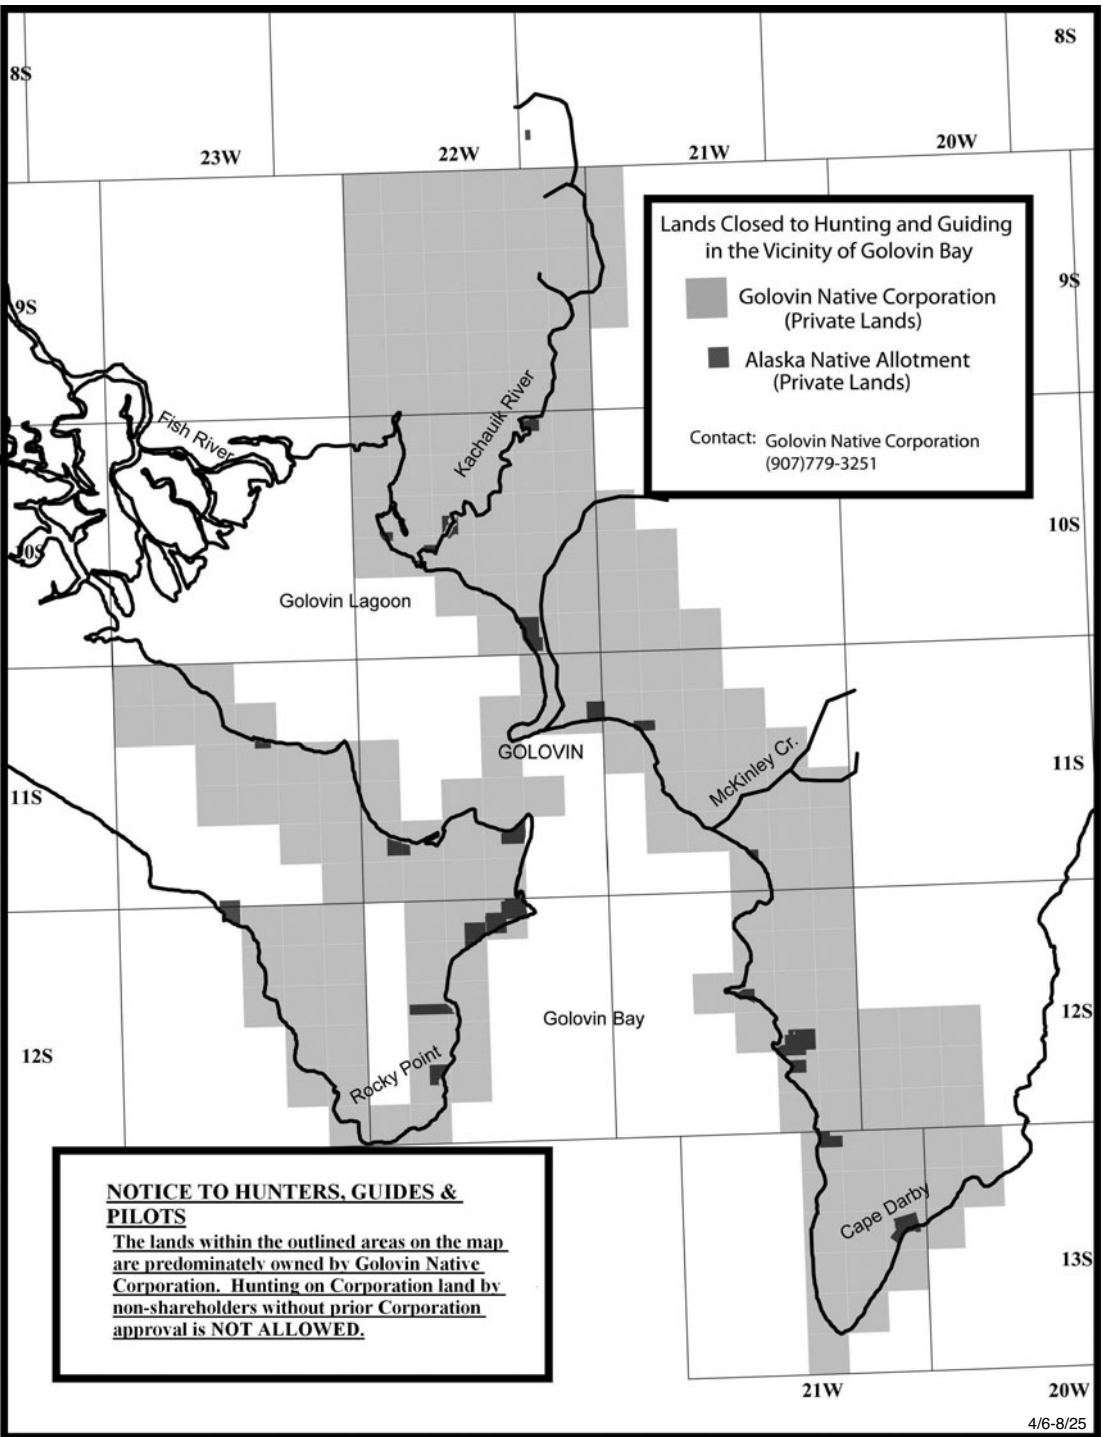 8S
8S
23W
22W
21W
20W
Lands Closed to Hunting and Guiding
in the Vicinity of Golovin Bay
Golovin Native Corporation
(Private Lands)
Alaska Native Allotment
(Private Lands)
Contact: Golovin Native Corporation
(907)779-3251
9S
9S
Fish River
Kachauik River
10S
10S
Golovin Lagoon
GOLOVIN
McKinley Cr.
11S
11S
Golovin Bay
12S
12S
Rocky Point
NOTICE TO HUNTERS, GUIDES &
PILOTS
The lands within the outlined areas on the map
are predominately owned by Golovin Native
Corporation. Hunting on Corporation land by
non-shareholders without prior Corporation
approval is NOT ALLOWED.
Cape Darby
13S
21W
20W
4/6-8/25